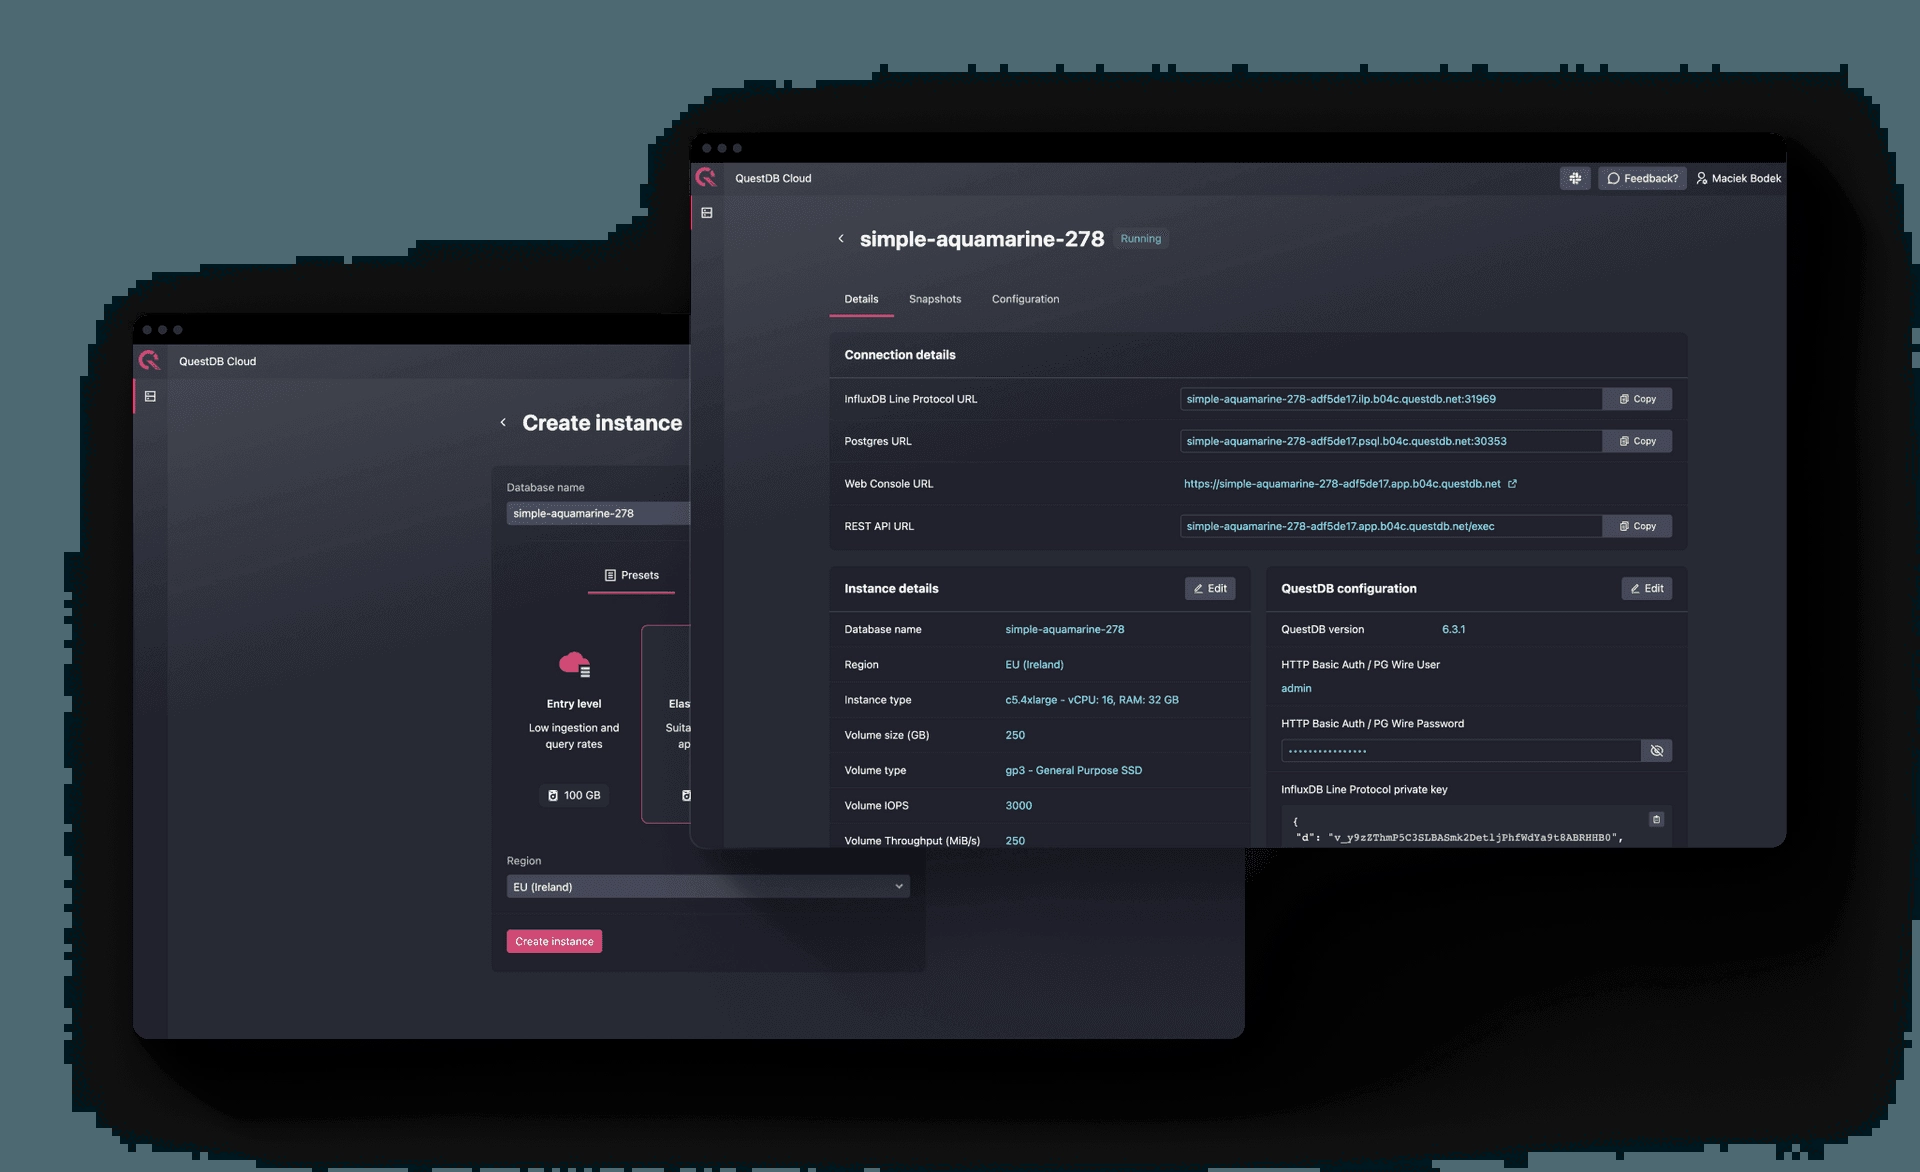 QuestDB Cloud
Feedback?
Maciek Bodek
simple-aquamarine-278
Running
Details
Snapshots
Configuration
Connection details
InfluxDB Line Protocol URL
simple-aquamarine-278-adf5de17.ilp.b04c.questdb.net:31969
Copy
Postgres URL
simple-aquamarine-278-adf5de17.psql.b04c.questdb.net:30353
Copy
Web Console URL
https://simple-aquamarine-278-adf5de17.app.b04c.questdb.net
REST API URL
simple-aquamarine-278-adf5de17.app.b04c.questdb.net/exec
Copy
Instance details
Edit
Database name
simple-aquamarine-278
Region
EU (Ireland)
Instance type
c5.4xlarge - vCPU: 16, RAM: 32 GB
Volume size (GB)
250
Volume type
gp3 - General Purpose SSD
Volume IOPS
3000
Volume Throughput (MiB/s)
250
QuestDB configuration
Edit
QuestDB version
6.3.1
HTTP Basic Auth / PG Wire User
admin
HTTP Basic Auth / PG Wire Password
••••••••••••••••
InfluxDB Line Protocol private key
{
"d": "v_y9zZThmP5C3SLBASmk2DetljPhfWdYa9t8ABRHHB0",
QuestDB Cloud
Create instance
Database name
simple-aquamarine-278
Presets
Entry level
Low ingestion and
query rates
100 GB
Elas
Suita
ap
Region
EU (Ireland)
Create instance